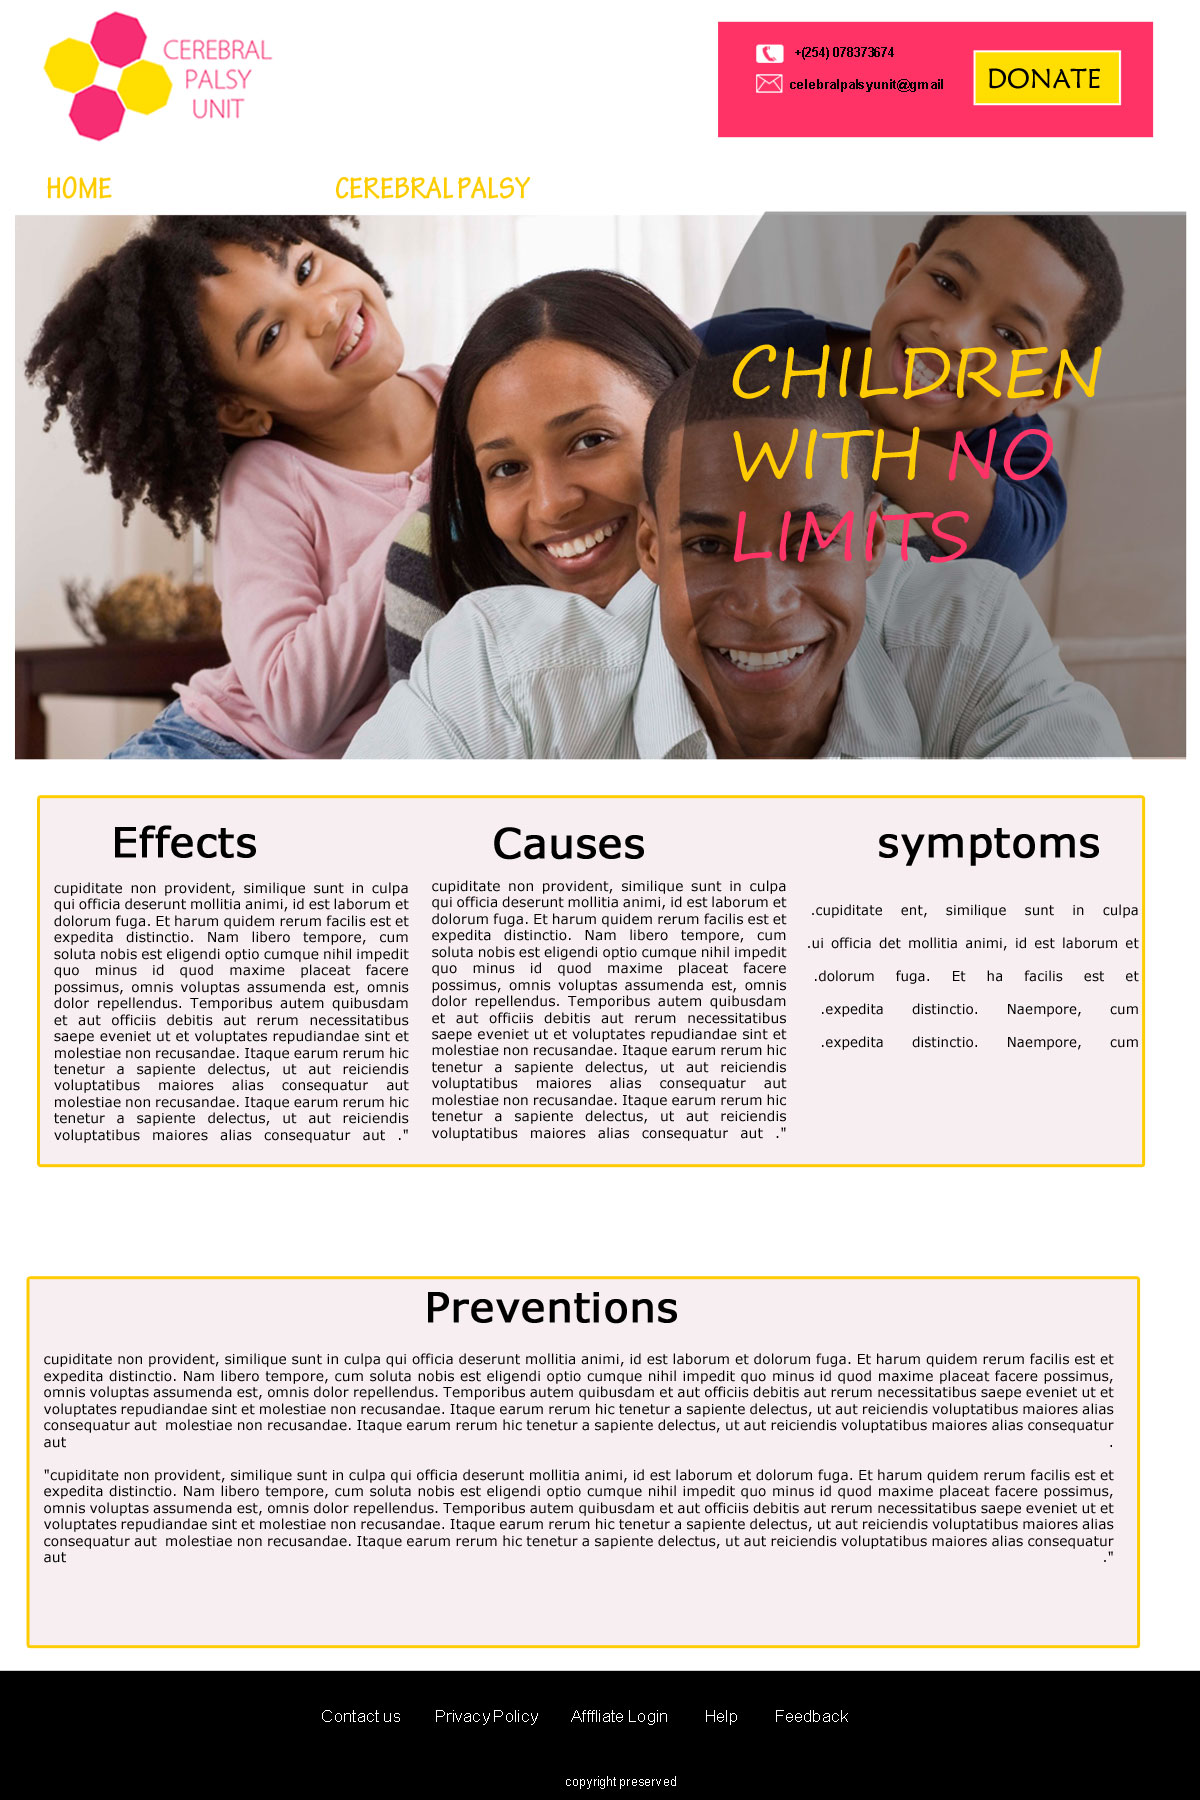 CEREBRAL
PALSY
UNIT
+(254) 078373674
celebralpalsyunit@gmail
DONATE
HOME
CEREBRAL PALSY
CHILDREN
WITH NO
LIMITS
Effects
cupiditate non provident, similique sunt in culpa
qui officia deserunt mollitia animi, id est laborum et
dolorum fuga. Et harum quidem rerum facilis est et
expedita distinctio. Nam libero tempore, cum
soluta nobis est eligendi optio cumque nihil impedit
quo minus id quod maxime placeat facere
possimus, omnis voluptas assumenda est, omnis
dolor repellendus. Temporibus autem quibusdam
et aut officiis debitis aut rerum necessitatibus
saepe eveniet ut et voluptates repudiandae sint et
molestiae non recusandae. Itaque earum rerum hic
tenetur a sapiente delectus, ut aut reiciendis
voluptatibus maiores alias consequatur aut
molestiae non recusandae. Itaque earum rerum hic
tenetur a sapiente delectus, ut aut reiciendis
voluptatibus maiores alias consequatur aut ."
Causes
cupiditate non provident, similique sunt in culpa
qui officia deserunt mollitia animi, id est laborum et
dolorum fuga. Et harum quidem rerum facilis est et
expedita distinctio. Nam libero tempore, cum
soluta nobis est eligendi optio cumque nihil impedit
quo minus id quod maxime placeat facere
possimus, omnis voluptas assumenda est, omnis
dolor repellendus. Temporibus autem quibusdam
et aut officiis debitis aut rerum necessitatibus
saepe eveniet ut et voluptates repudiandae sint et
molestiae non recusandae. Itaque earum rerum hic
tenetur a sapiente delectus, ut aut reiciendis
voluptatibus maiores alias consequatur aut
molestiae non recusandae. Itaque earum rerum hic
tenetur a sapiente delectus, ut aut reiciendis
voluptatibus maiores alias consequatur aut ."
symptoms
.cupiditate ent, similique sunt in culpa
.ui officia det mollitia animi, id est laborum et
.dolorum fuga. Et ha facilis est et
.expedita distinctio. Naempore, cum
.expedita distinctio. Naempore, cum
Preventions
cupiditate non provident, similique sunt in culpa qui officia deserunt mollitia animi, id est laborum et dolorum fuga. Et harum quidem rerum facilis est et
expedita distinctio. Nam libero tempore, cum soluta nobis est eligendi optio cumque nihil impedit quo minus id quod maxime placeat facere possimus,
omnis voluptas assumenda est, omnis dolor repellendus. Temporibus autem quibusdam et aut officiis debitis aut rerum necessitatibus saepe eveniet ut et
voluptates repudiandae sint et molestiae non recusandae. Itaque earum rerum hic tenetur a sapiente delectus, ut aut reiciendis voluptatibus maiores alias
consequatur aut molestiae non recusandae. Itaque earum rerum hic tenetur a sapiente delectus, ut aut reiciendis voluptatibus maiores alias consequatur
aut .
"cupiditate non provident, similique sunt in culpa qui officia deserunt mollitia animi, id est laborum et dolorum fuga. Et harum quidem rerum facilis est et
expedita distinctio. Nam libero tempore, cum soluta nobis est eligendi optio cumque nihil impedit quo minus id quod maxime placeat facere possimus,
omnis voluptas assumenda est, omnis dolor repellendus. Temporibus autem quibusdam et aut officiis debitis aut rerum necessitatibus saepe eveniet ut et
voluptates repudiandae sint et molestiae non recusandae. Itaque earum rerum hic tenetur a sapiente delectus, ut aut reiciendis voluptatibus maiores alias
consequatur aut molestiae non recusandae. Itaque earum rerum hic tenetur a sapiente delectus, ut aut reiciendis voluptatibus maiores alias consequatur
aut ."
Contact us Privacy Policy Afffliate Login Help Feedback
copyright preserved